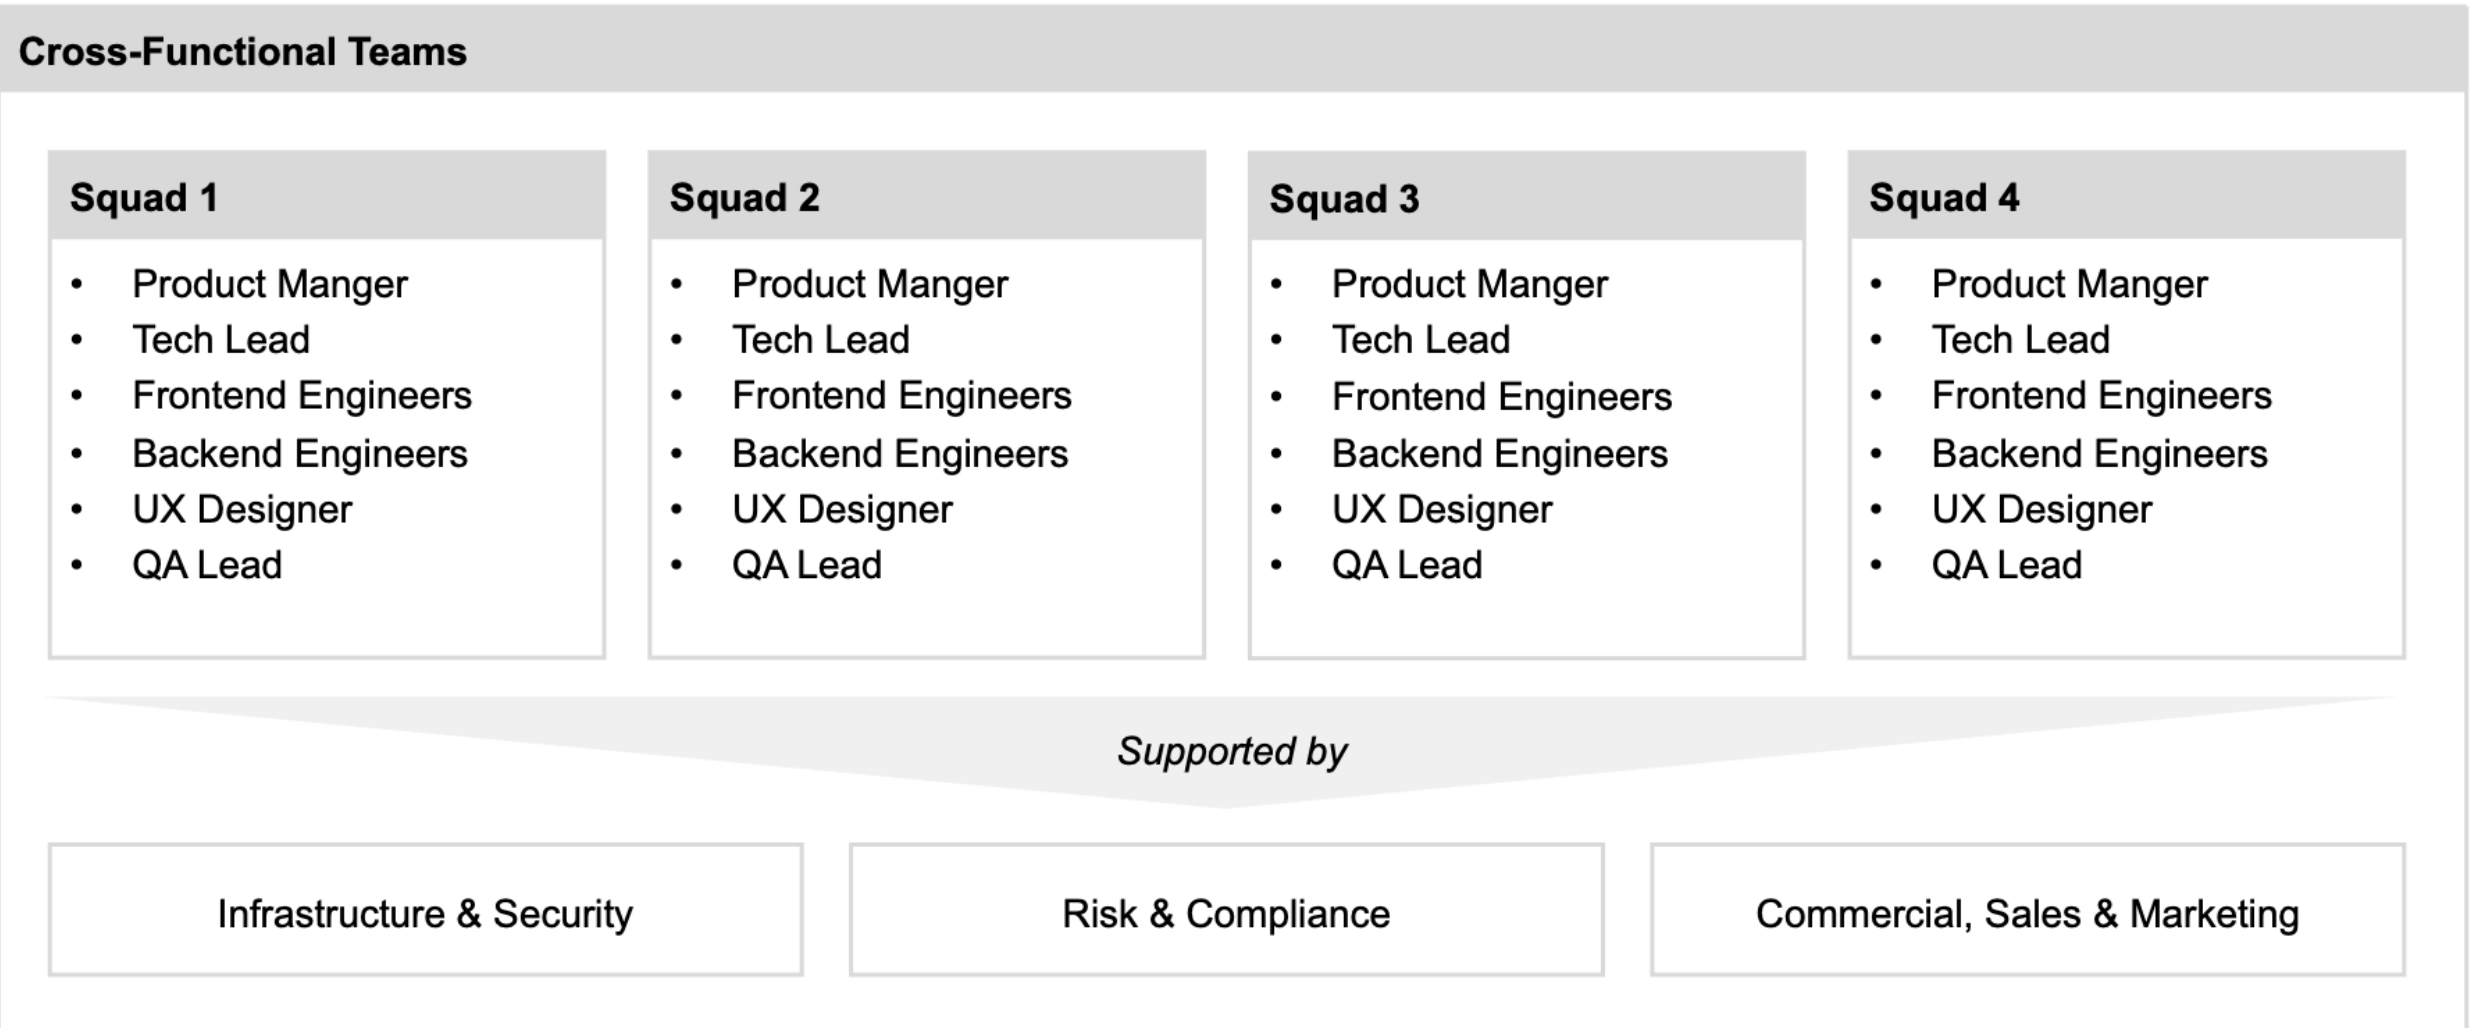 Cross-Functional Teams
Squad 1
• Product Manger
• Tech Lead
• Frontend Engineers
• Backend Engineers
• UX Designer
• QA Lead
Squad 2
• Product Manger
• Tech Lead
• Frontend Engineers
• Backend Engineers
• UX Designer
• QA Lead
Squad 3
• Product Manger
• Tech Lead
• Frontend Engineers
• Backend Engineers
• UX Designer
• QA Lead
Squad 4
• Product Manger
• Tech Lead
• Frontend Engineers
• Backend Engineers
• UX Designer
• QA Lead
Supported by
Infrastructure & Security
Risk & Compliance
Commercial, Sales & Marketing